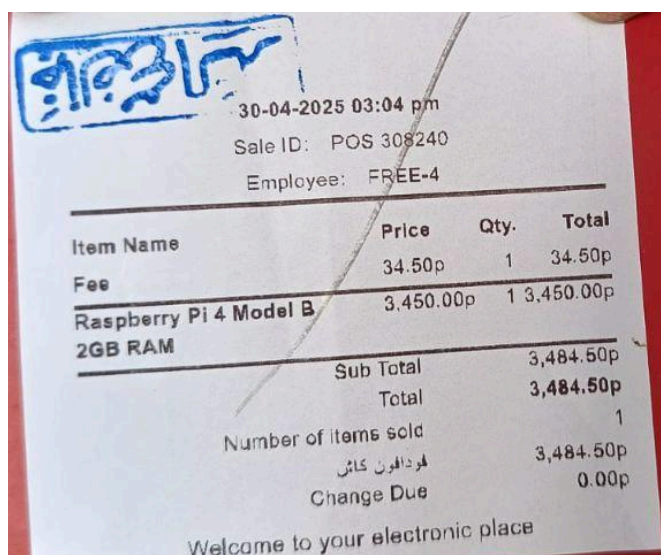 30-04-2025 03:04 pm
Sale ID: POS 308240
Employee: FREE-4
Item Name Price Qty. Total
Fee 34.50p 1 34.50p
Raspberry Pi 4 Model B 3,450.00p 1 3,450.00p
2GB RAM
Sub Total 3,484.50p
Total 3,484.50p
Number of items sold 1
فودافون كاش 3,484.50p
Change Due 0.00p
Welcome to your electronic place